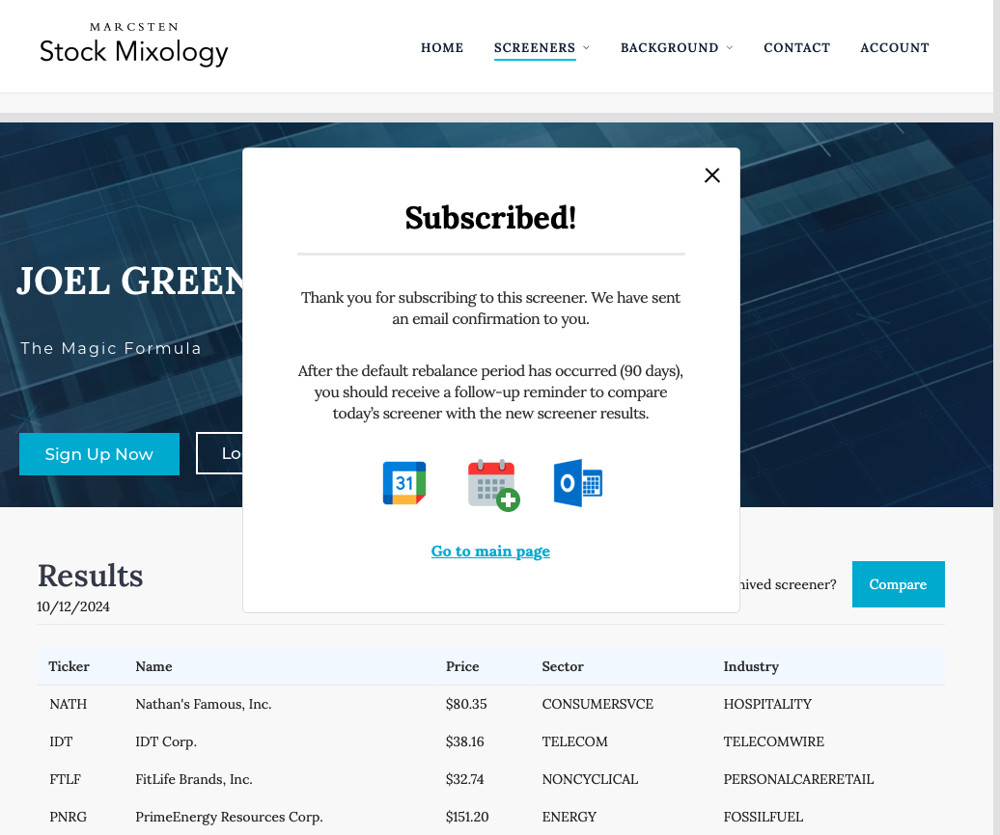 MARCSTEN
Stock Mixology
HOME SCREENERS BACKGROUND CONTACT ACCOUNT
Subscribed!
Thank you for subscribing to this screener. We have sent
an email confirmation to you.
After the default rebalance period has occurred (90 days),
you should receive a follow-up reminder to compare
today’s screener with the new screener results.
31
O
Go to main page
JOEL GREEN
The Magic Formula
Sign Up Now
Lo
Results
10/12/2024
hived screener?
Compare
Ticker Name Price Sector Industry
NATH Nathan's Famous, Inc. $80.35 CONSUMERSVCE HOSPITALITY
IDT IDT Corp. $38.16 TELECOM TELECOMWIRE
FTLF FitLife Brands, Inc. $32.74 NONCYCLICAL PERSONALCARERETAIL
PNRG PrimeEnergy Resources Corp. $151.20 ENERGY FOSSILFUEL